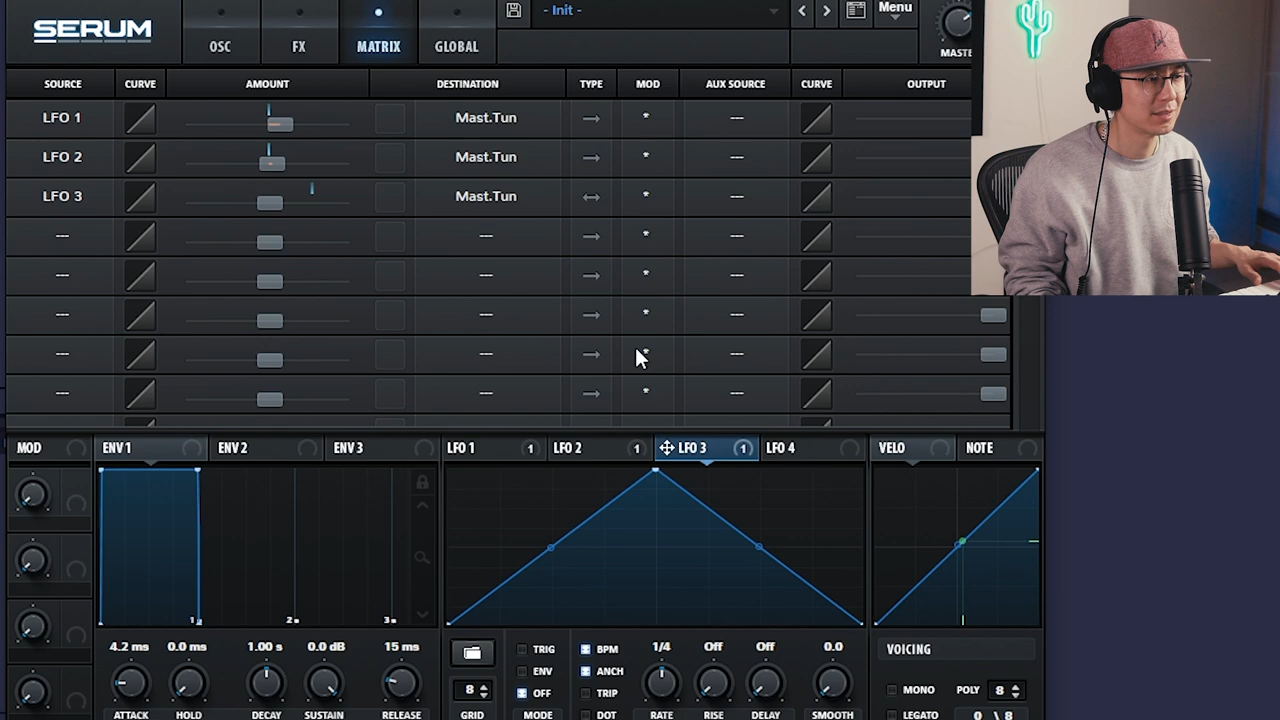 SERUM
OSC FX MATRIX GLOBAL
- Init -
Menu
MAST
SOURCE CURVE AMOUNT DESTINATION TYPE MOD AUX SOURCE CURVE OUTPUT
LFO 1 Mast.Tun * ---
LFO 2 Mast.Tun * ---
LFO 3 Mast.Tun * ---
--- --- * ---
--- --- * ---
--- --- * ---
--- --- * ---
--- --- * ---
MOD ENV 1 ENV 2 ENV 3 LFO 1 1 LFO 2 1 LFO 3 1 LFO 4 VELO NOTE
1 2 3
4.2 ms 0.0 ms 1.00 s 0.0 dB 15 ms
ATTACK HOLD DECAY SUSTAIN RELEASE
8
GRID
TRIG
ENV
OFF
MODE
BPM
ANCH
TRIP
DOT
1/4 Off Off 0.0
RATE RISE DELAY SMOOTH
VOICING
MONO POLY 8
LEGATO 0 \ 8